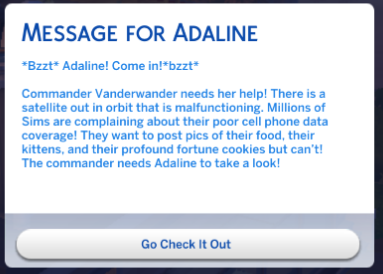 Message for Adaline
*Bzzt* Adaline! Come in!*bzzt*
Commander Vanderwander needs her help! There is a
satellite out in orbit that is malfunctioning. Millions of
Sims are complaining about their poor cell phone data
coverage! They want to post pics of their food, their
kittens, and their profound fortune cookies but can't!
The commander needs Adaline to take a look!
Go Check It Out